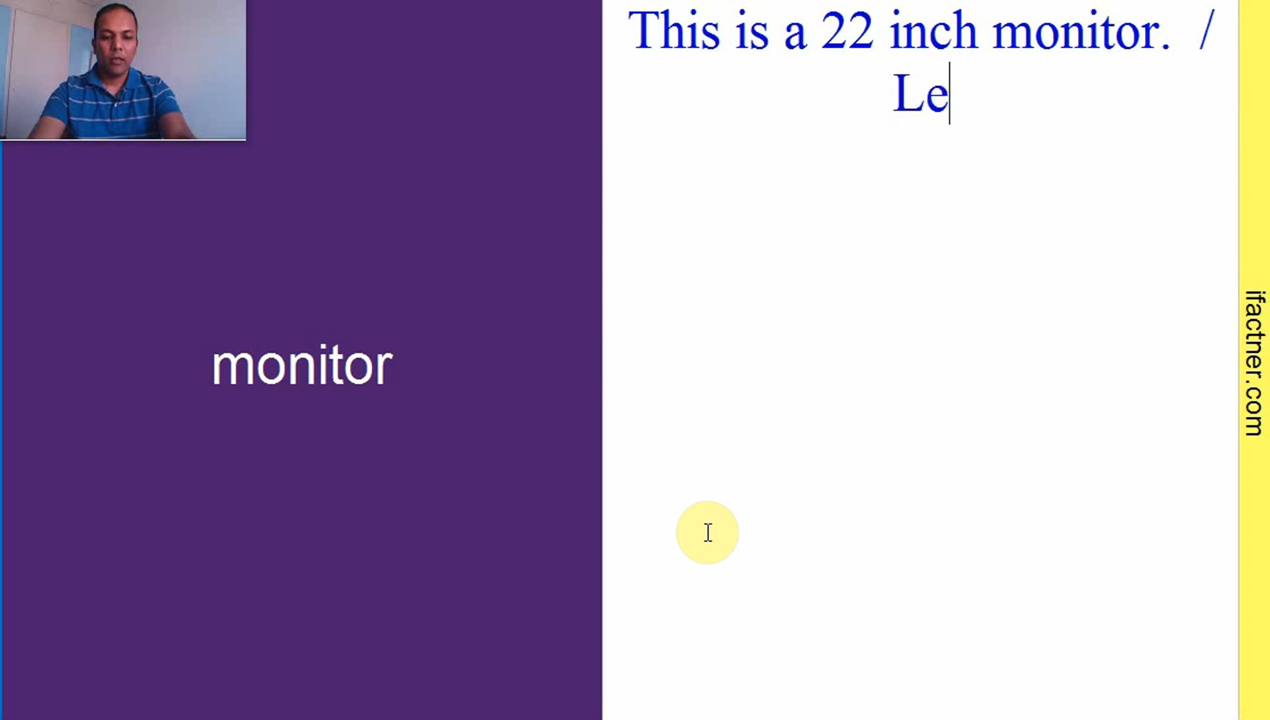 This is a 22 inch monitor.  /
Le
monitor
ifactner.com